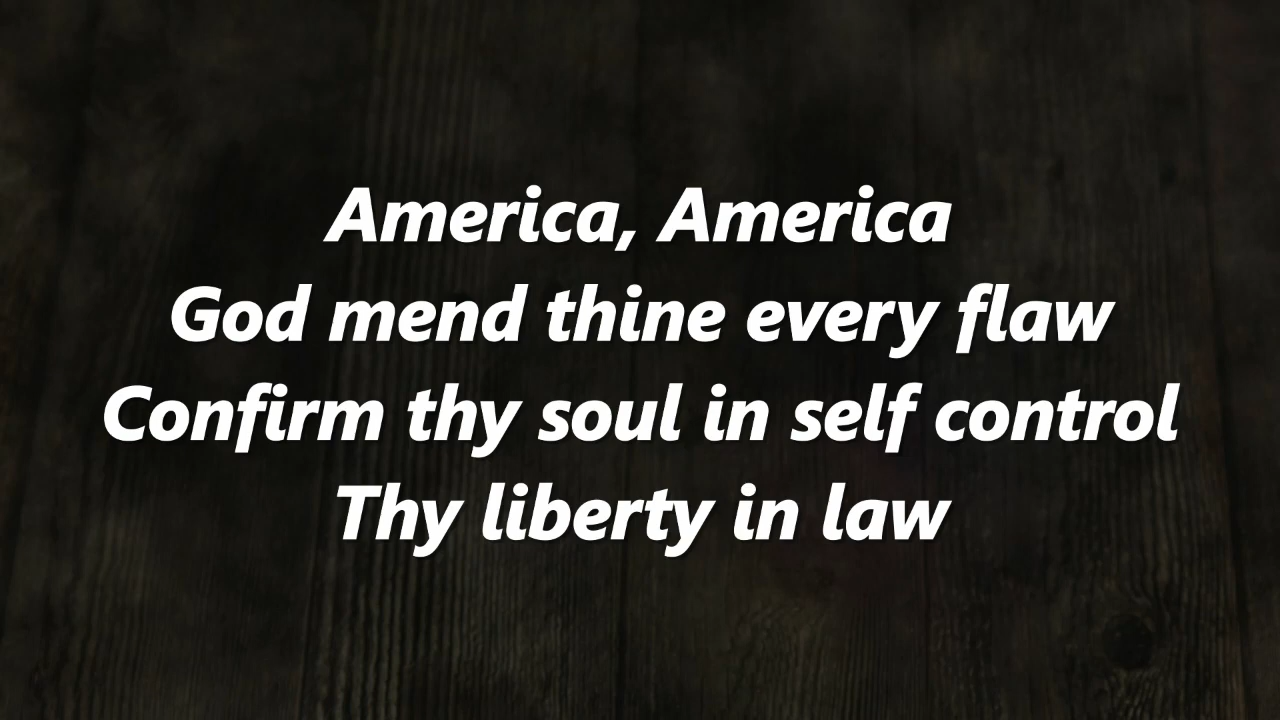 America, America
God mend thine every flaw
Confirm thy soul in self control
Thy liberty in law